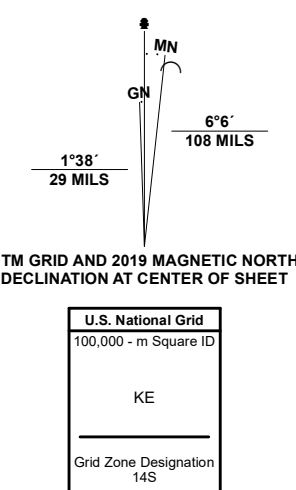 MN
GN
6°6´
108 MILS
1°38´
29 MILS
TM GRID AND 2019 MAGNETIC NORTH
DECLINATION AT CENTER OF SHEET
U.S. National Grid
100,000 - m Square ID
KE
Grid Zone Designation
14S